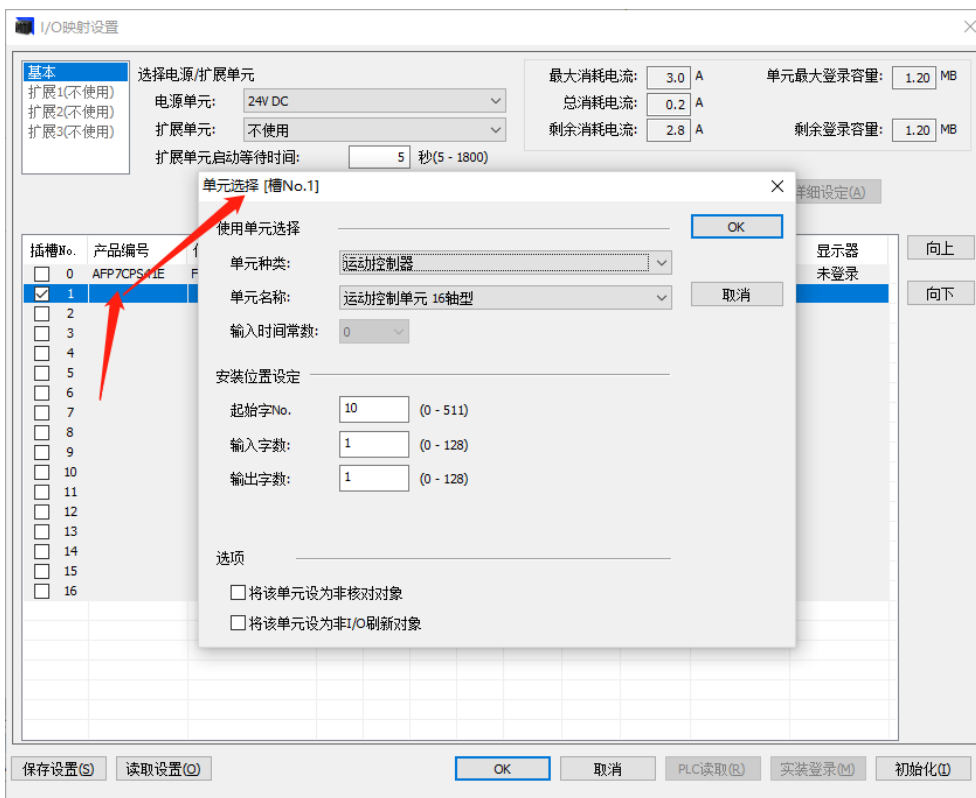 I/O映射设置
基本
扩展1(不使用)
扩展2(不使用)
扩展3(不使用)
选择电源/扩展单元
电源单元: 24V DC
扩展单元: 不使用
扩展单元启动等待时间: 5 秒(5 - 1800)
最大消耗电流: 3.0 A
总消耗电流: 0.2 A
剩余消耗电流: 2.8 A
单元最大登录容量: 1.20 MB
剩余登录容量: 1.20 MB
详细设定(A)
插槽No. 产品编号 显示器
0 AFP7CPS41E 未登录
1
2
3
4
5
6
7
8
9
10
11
12
13
14
15
16
向上
向下
单元选择 [槽No.1]
使用单元选择
单元种类: 运动控制器
单元名称: 运动控制单元 16轴型
输入时间常数: 0
OK
取消
安装位置设定
起始字No. 10 (0 - 511)
输入字数: 1 (0 - 128)
输出字数: 1 (0 - 128)
选项
将该单元设为非核对对象
将该单元设为非I/O刷新对象
保存设置(S) 读取设置(O) OK 取消 PLC读取(R) 实装登录(M) 初始化(I)